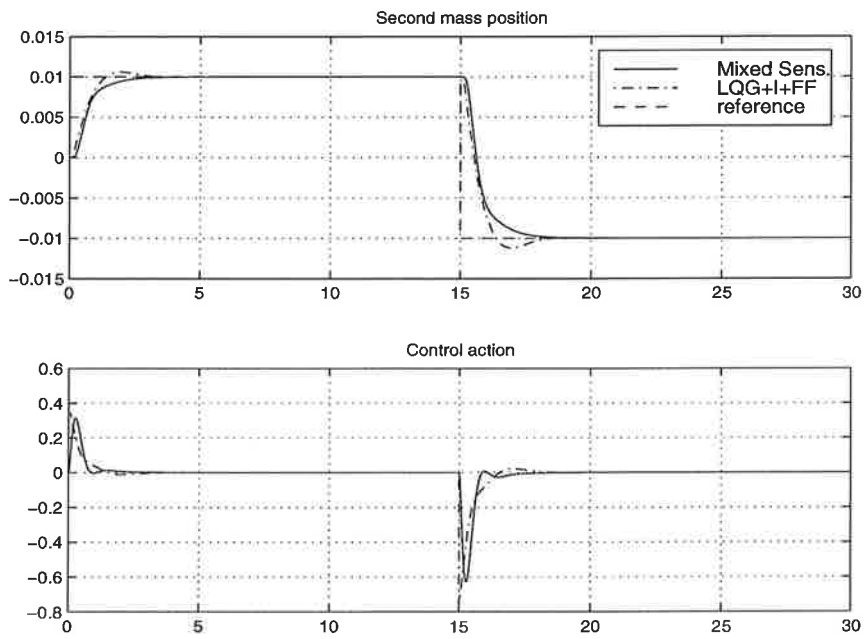 Second mass position
0.015
0.010
0.005
0
−0.005
−0.01
−0.015
Mixed Sens.
LQG+I+FF
reference
0 5 10 15 20 25 30
Control action
0.6
0.4
0.2
0
−0.2
−0.4
−0.6
−0.8
0 5 10 15 20 25 30